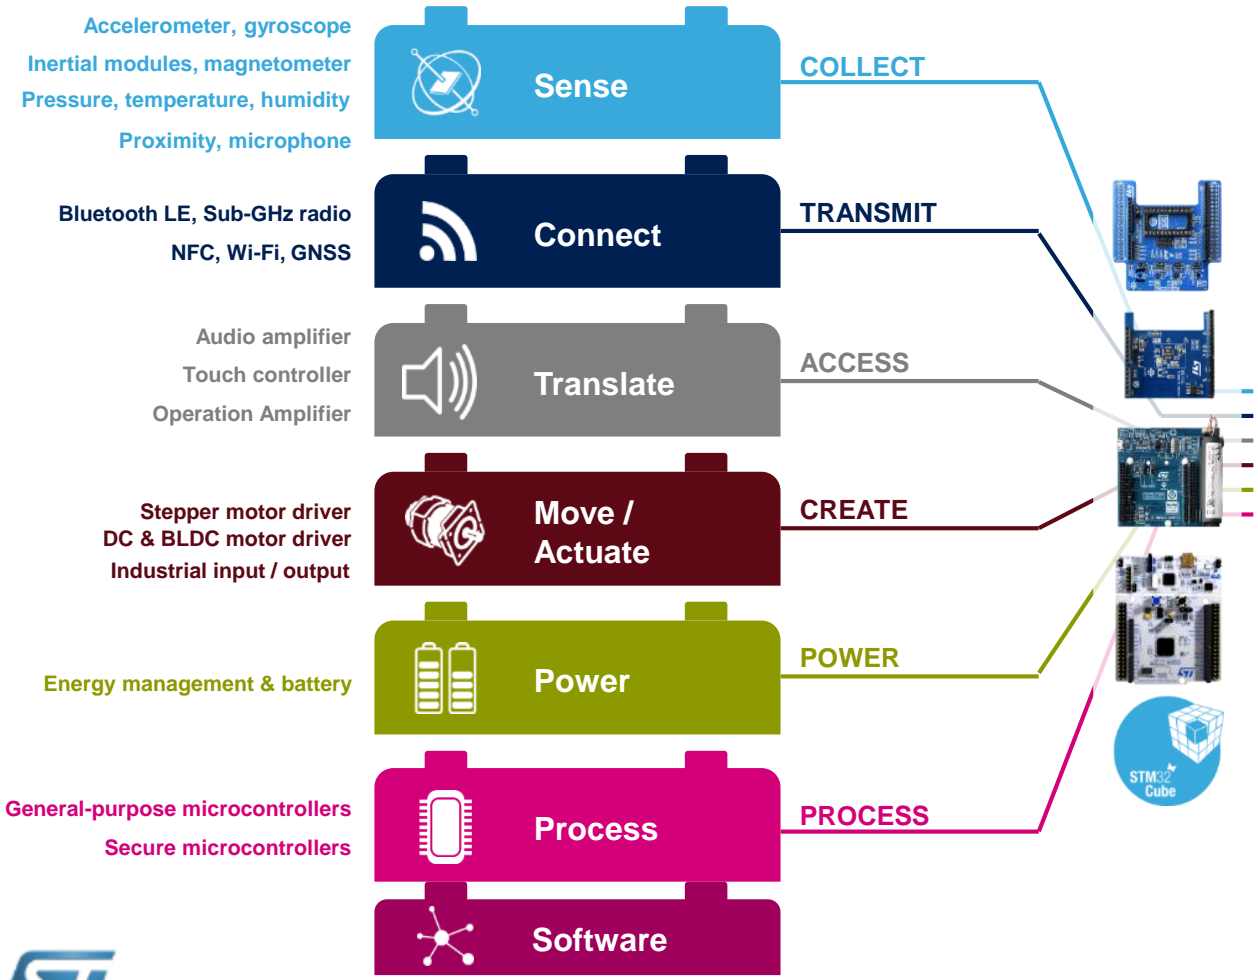 Accelerometer, gyroscope
Inertial modules, magnetometer
Pressure, temperature, humidity
Proximity, microphone
Sense
COLLECT
Bluetooth LE, Sub-GHz radio
NFC, Wi-Fi, GNSS
Connect
TRANSMIT
Audio amplifier
Touch controller
Operation Amplifier
Translate
ACCESS
Stepper motor driver
DC & BLDC motor driver
Industrial input / output
Move /
Actuate
CREATE
Energy management & battery
Power
POWER
General-purpose microcontrollers
Secure microcontrollers
Process
PROCESS
Software
STM32
Cube